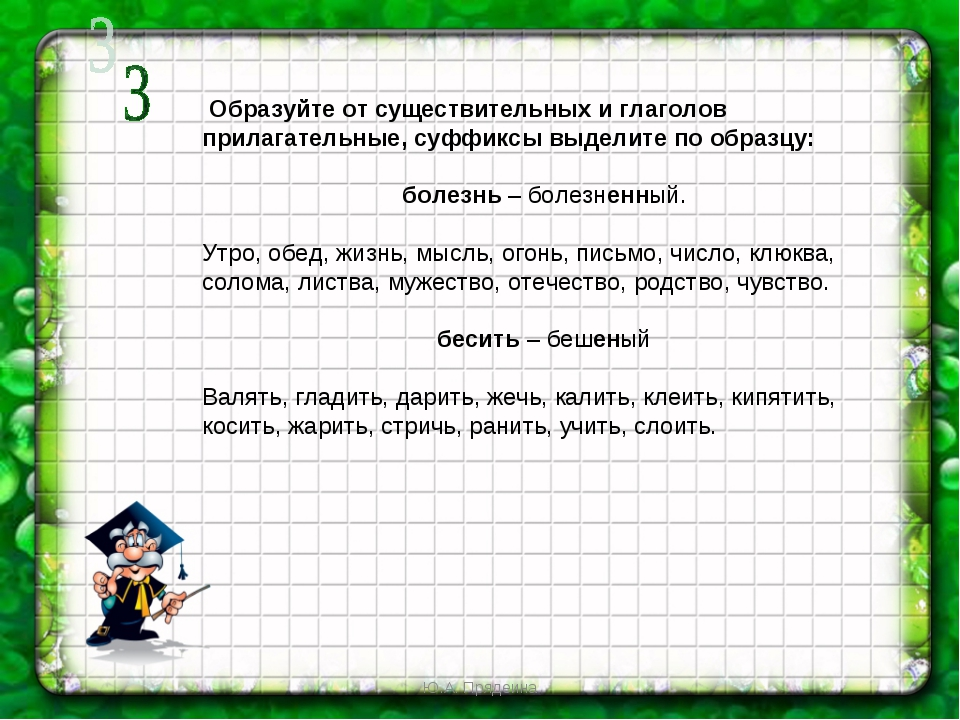 3
3
Образуйте от существительных и глаголов
прилагательные, суффиксы выделите по образцу:
болезнь – болезненный.
Утро, обед, жизнь, мысль, огонь, письмо, число, клюква,
солома, листва, мужество, отечество, родство, чувство.
бесить – бешеный
Валять, гладить, дарить, жечь, калить, клеить, кипятить,
косить, жарить, стричь, ранить, учить, слоить.
Ю.А. Прядеина